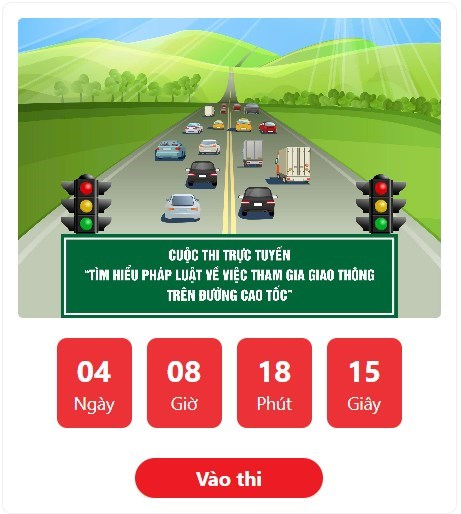 CUỘC THI TRỰC TUYẾN
“TÌM HIỂU PHÁP LUẬT VỀ VIỆC THAM GIA GIAO THÔNG
TRÊN ĐƯỜNG CAO TỐC”
04 08 18 15
Ngày Giờ Phút Giây
Vào thi